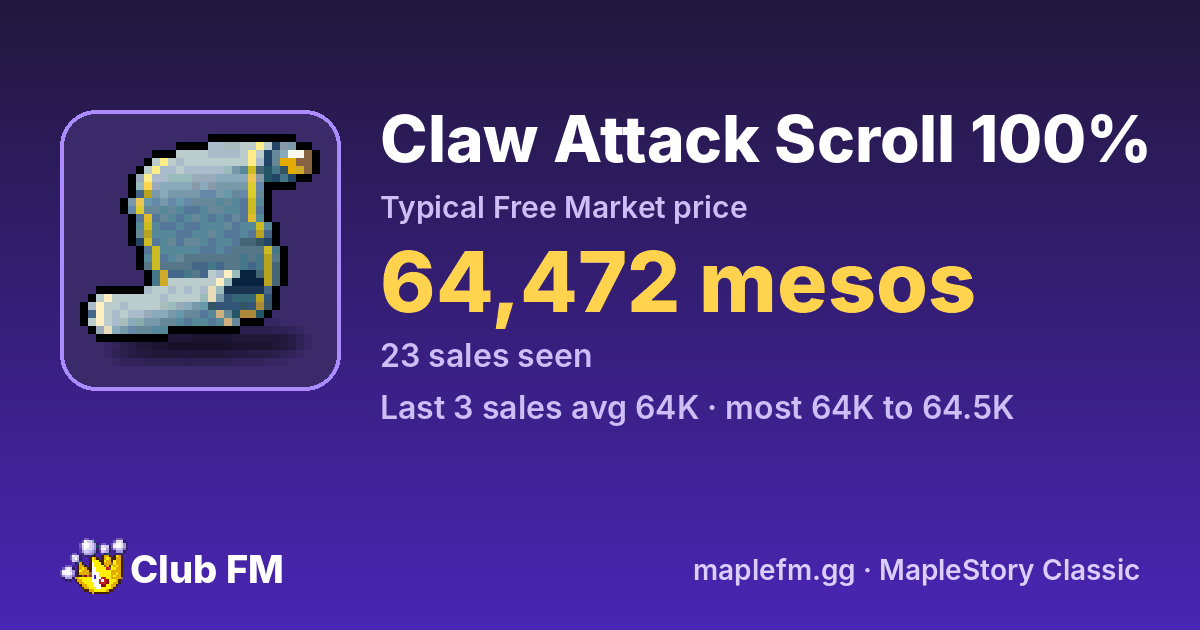 Claw Attack Scroll 100%
Typical Free Market price
64,472 mesos
23 sales seen
Last 3 sales avg 64K · most 64K to 64.5K
Club FM
maplefm.gg · MapleStory Classic